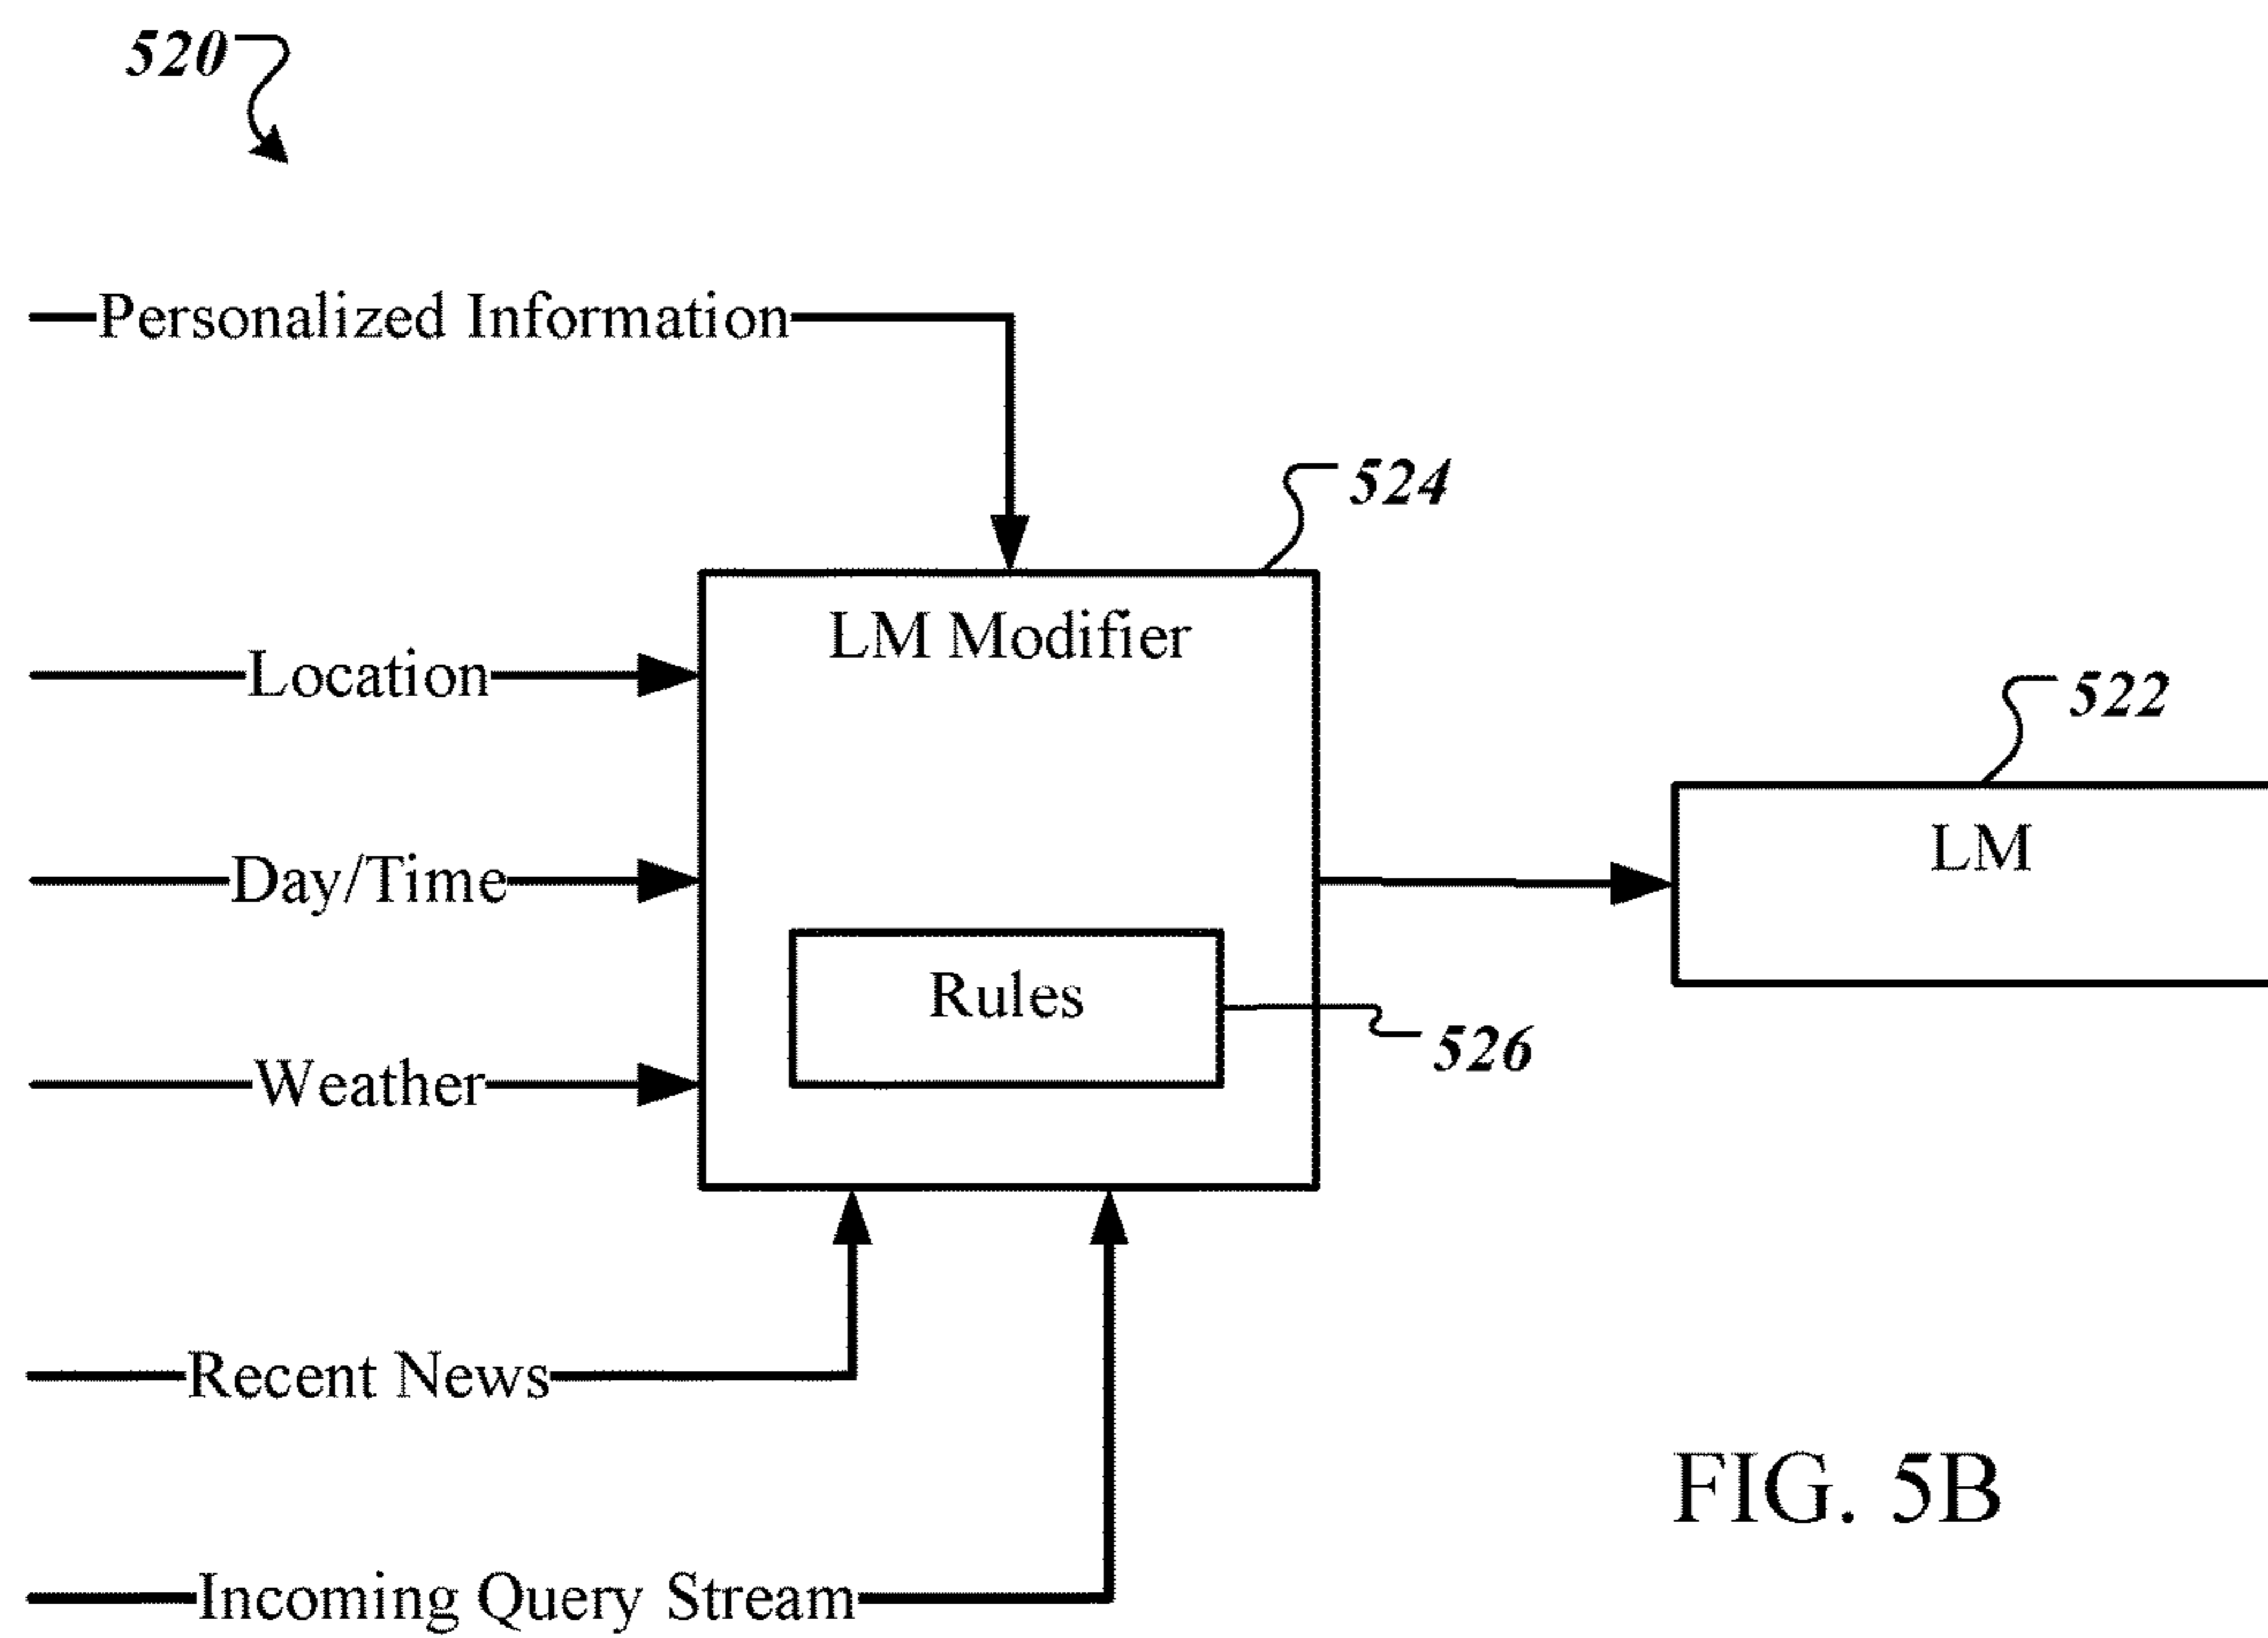 520
Personalized Information
524
LM Modifier
Location
522
LM
Day/Time
Rules
526
Weather
Recent News
FIG. 5B
Incoming Query Stream